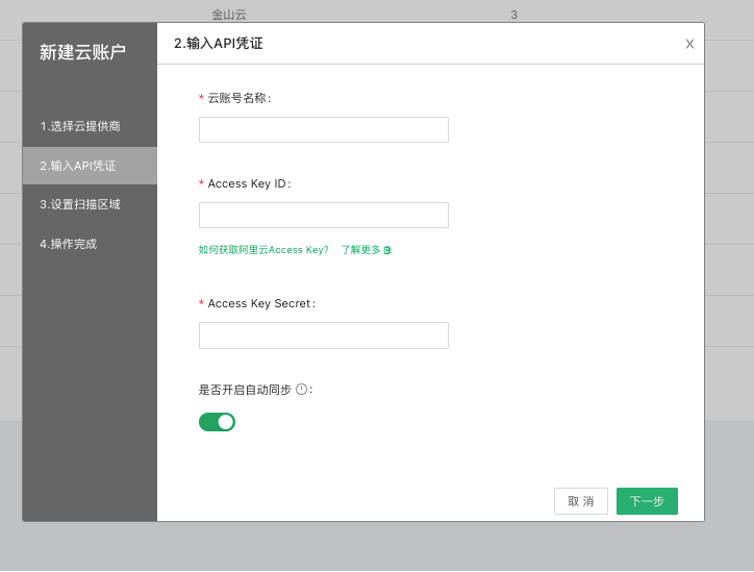 金山云
3
新建云账户
1.选择云提供商
2.输入API凭证
3.设置扫描区域
4.操作完成
2.输入API凭证
X
* 云账号名称:
* Access Key ID:
如何获取阿里云Access Key? 了解更多
* Access Key Secret:
是否开启自动同步 :
取 消
下一步